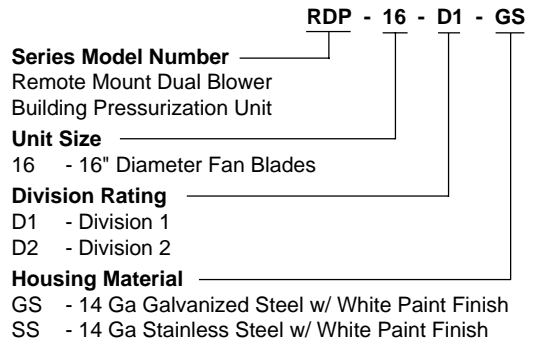 RDP - 16 - D1 - GS
Series Model Number
Remote Mount Dual Blower
Building Pressurization Unit
Unit Size
16 - 16" Diameter Fan Blades
Division Rating
D1 - Division 1
D2 - Division 2
Housing Material
GS - 14 Ga Galvanized Steel w/ White Paint Finish
SS - 14 Ga Stainless Steel w/ White Paint Finish